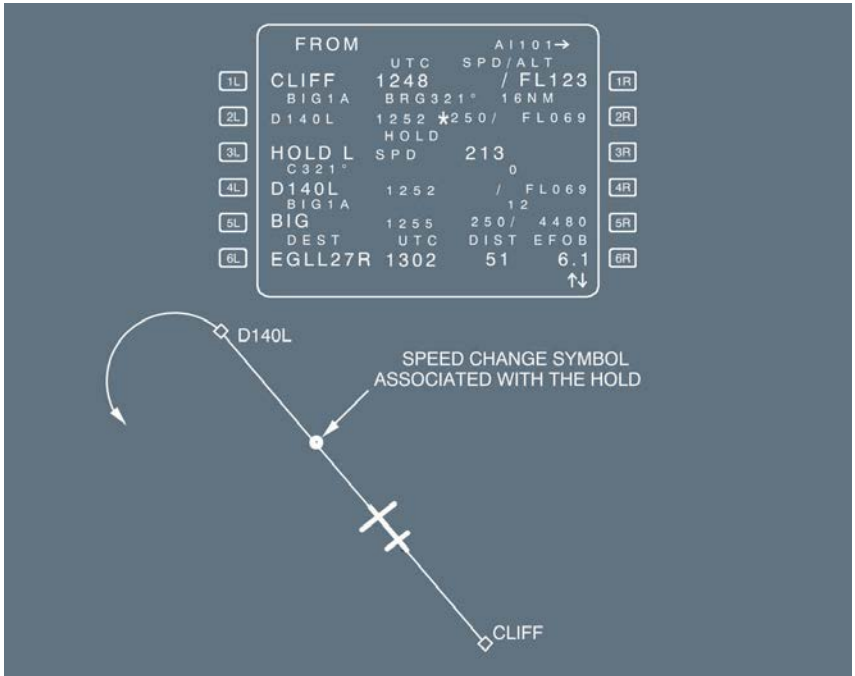 FROM AI101→
UTC SPD/ALT
1L CLIFF 1248 / FL123 1R
BIG1A BRG321° 16NM
2L D140L 1252 *250/ FL069 2R
HOLD
3L HOLD L SPD 213 3R
C321° 0
4L D140L 1252 / FL069 4R
BIG1A 12
5L BIG 1255 250/ 4480 5R
DEST UTC DIST EFOB
6L EGLL27R 1302 51 6.1 6R
↑↓
D140L
SPEED CHANGE SYMBOL
ASSOCIATED WITH THE HOLD
CLIFF